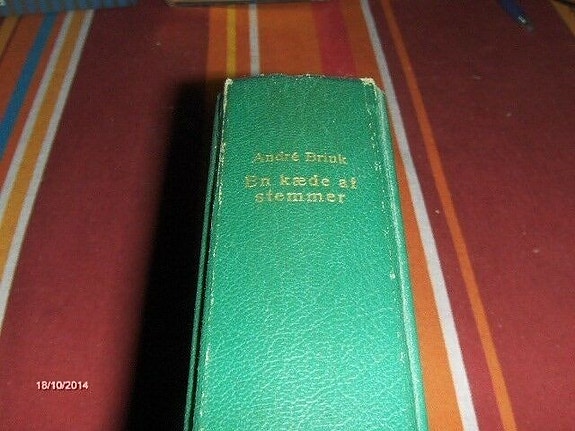 André Brink
En kæde af
stemmer
18/10/2014